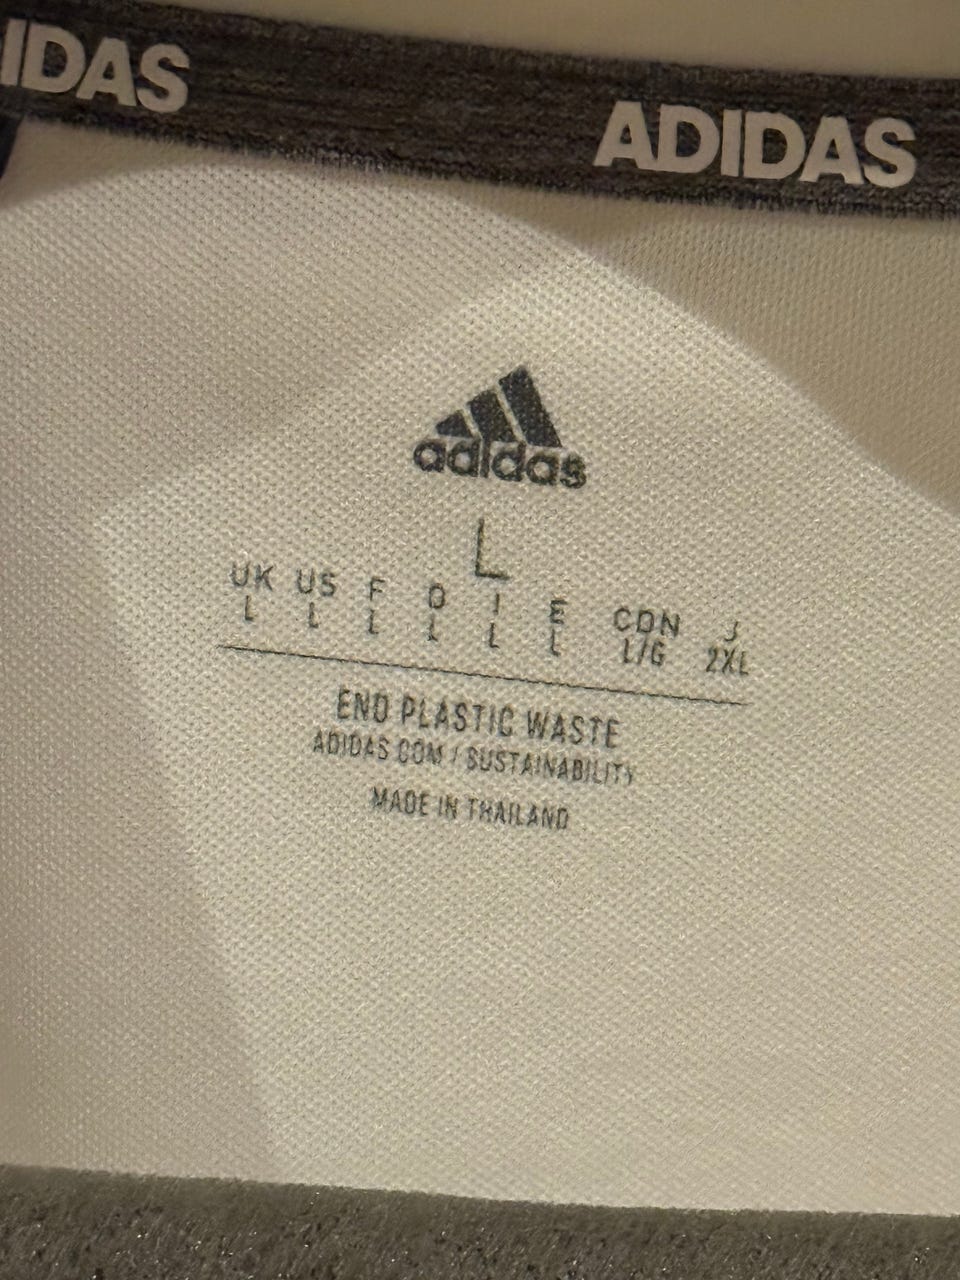 IDAS
ADIDAS
adidas
L
UK US F D I E CDN J
L L L L L L L/G 2XL
END PLASTIC WASTE
ADIDAS.COM / SUSTAINABILITY
MADE IN THAILAND